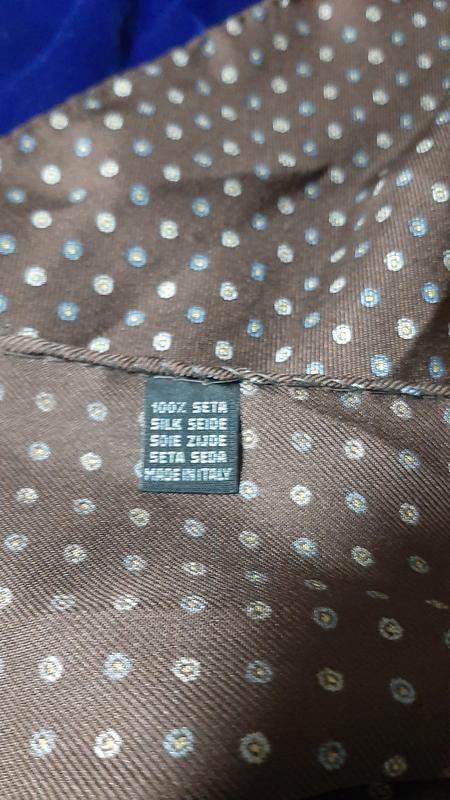 100% SETA
SILK SEIDE
SOIE ZIJDE
SETA SEDA
MADE IN ITALY